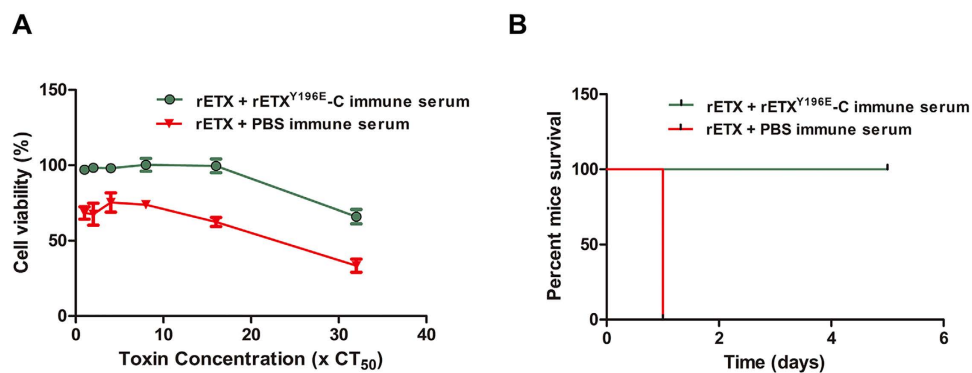 A
150
100
50
0
0 10 20 30 40
Cell viability (%)
Toxin Concentration (x CT50)
rETX + rETXY196E-C immune serum
rETX + PBS immune serum
B
150
100
50
0
0 2 4 6
Percent mice survival
Time (days)
rETX + rETXY196E-C immune serum
rETX + PBS immune serum